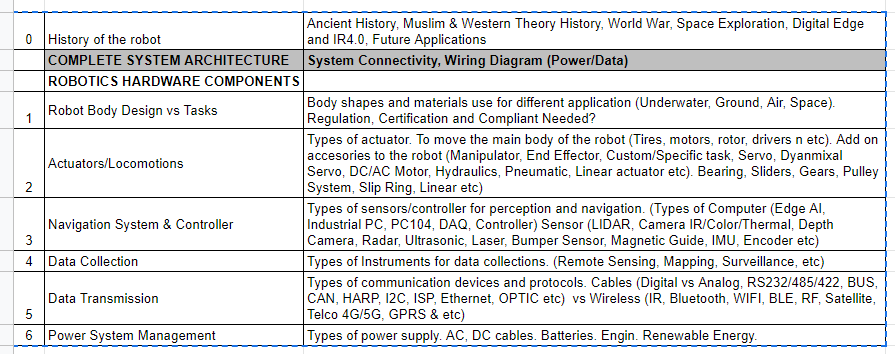 Ancient History, Muslim & Western Theory History, World War, Space Exploration, Digital Edge
0 History of the robot and IR4.0, Future Applications
COMPLETE SYSTEM ARCHITECTURE System Connectivity, Wiring Diagram (Power/Data)
ROBOTICS HARDWARE COMPONENTS
1 Robot Body Design vs Tasks
Body shapes and materials use for different application (Underwater, Ground, Air, Space).
Regulation, Certification and Compliant Needed?
2 Actuators/Locomotions
Types of actuator. To move the main body of the robot (Tires, motors, rotor, drivers n etc). Add on
accesories to the robot (Manipulator, End Effector, Custom/Specific task, Servo, Dyanmixal
Servo, DC/AC Motor, Hydraulics, Pneumatic, Linear actuator etc). Bearing, Sliders, Gears, Pulley
System, Slip Ring, Linear etc)
3 Navigation System & Controller
Types of sensors/controller for perception and navigation. (Types of Computer (Edge AI,
Industrial PC, PC104, DAQ, Controller) Sensor (LIDAR, Camera IR/Color/Thermal, Depth
Camera, Radar, Ultrasonic, Laser, Bumper Sensor, Magnetic Guide, IMU, Encoder etc)
4 Data Collection Types of Instruments for data collections. (Remote Sensing, Mapping, Surveillance, etc)
5 Data Transmission
Types of communication devices and protocols. Cables (Digital vs Analog, RS232/485/422, BUS,
CAN, HARP, I2C, ISP, Ethernet, OPTIC etc) vs Wireless (IR, Bluetooth, WIFI, BLE, RF, Satellite,
Telco 4G/5G, GPRS & etc)
6 Power System Management Types of power supply. AC, DC cables. Batteries. Engin. Renewable Energy.